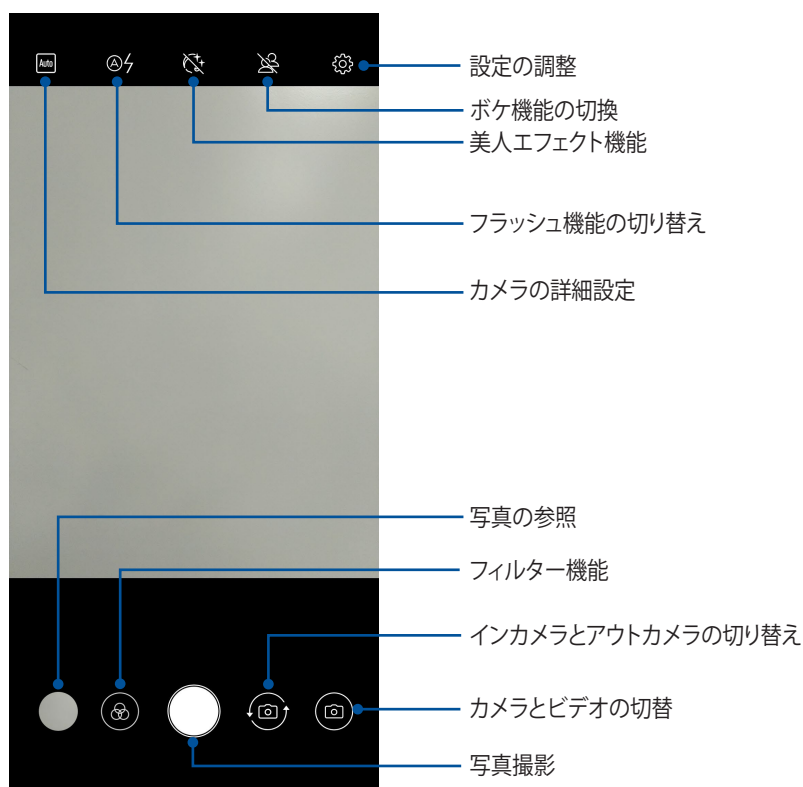 Auto
A
設定の調整
ボケ機能の切換
美人エフェクト機能
フラッシュ機能の切り替え
カメラの詳細設定
写真の参照
フィルター機能
インカメラとアウトカメラの切り替え
カメラとビデオの切替
写真撮影